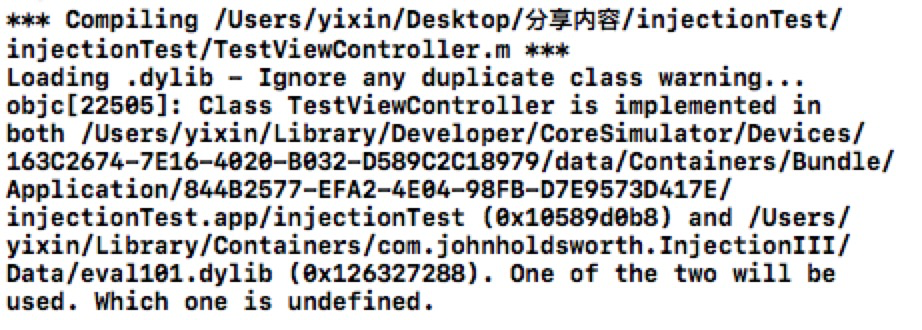 *** Compiling /Users/yixin/Desktop/分享内容/injectionTest/
injectionTest/TestViewController.m ***
Loading .dylib - Ignore any duplicate class warning...
objc[22505]: Class TestViewController is implemented in
both /Users/yixin/Library/Developer/CoreSimulator/Devices/
163C2674-7E16-4020-B032-D589C2C18979/data/Containers/Bundle/
Application/844B2577-EFA2-4E04-98FB-D7E9573D417E/
injectionTest.app/injectionTest (0x10589d0b8) and /Users/
yixin/Library/Containers/com.johnholdsworth.InjectionIII/
Data/eval101.dylib (0x126327288). One of the two will be
used. Which one is undefined.